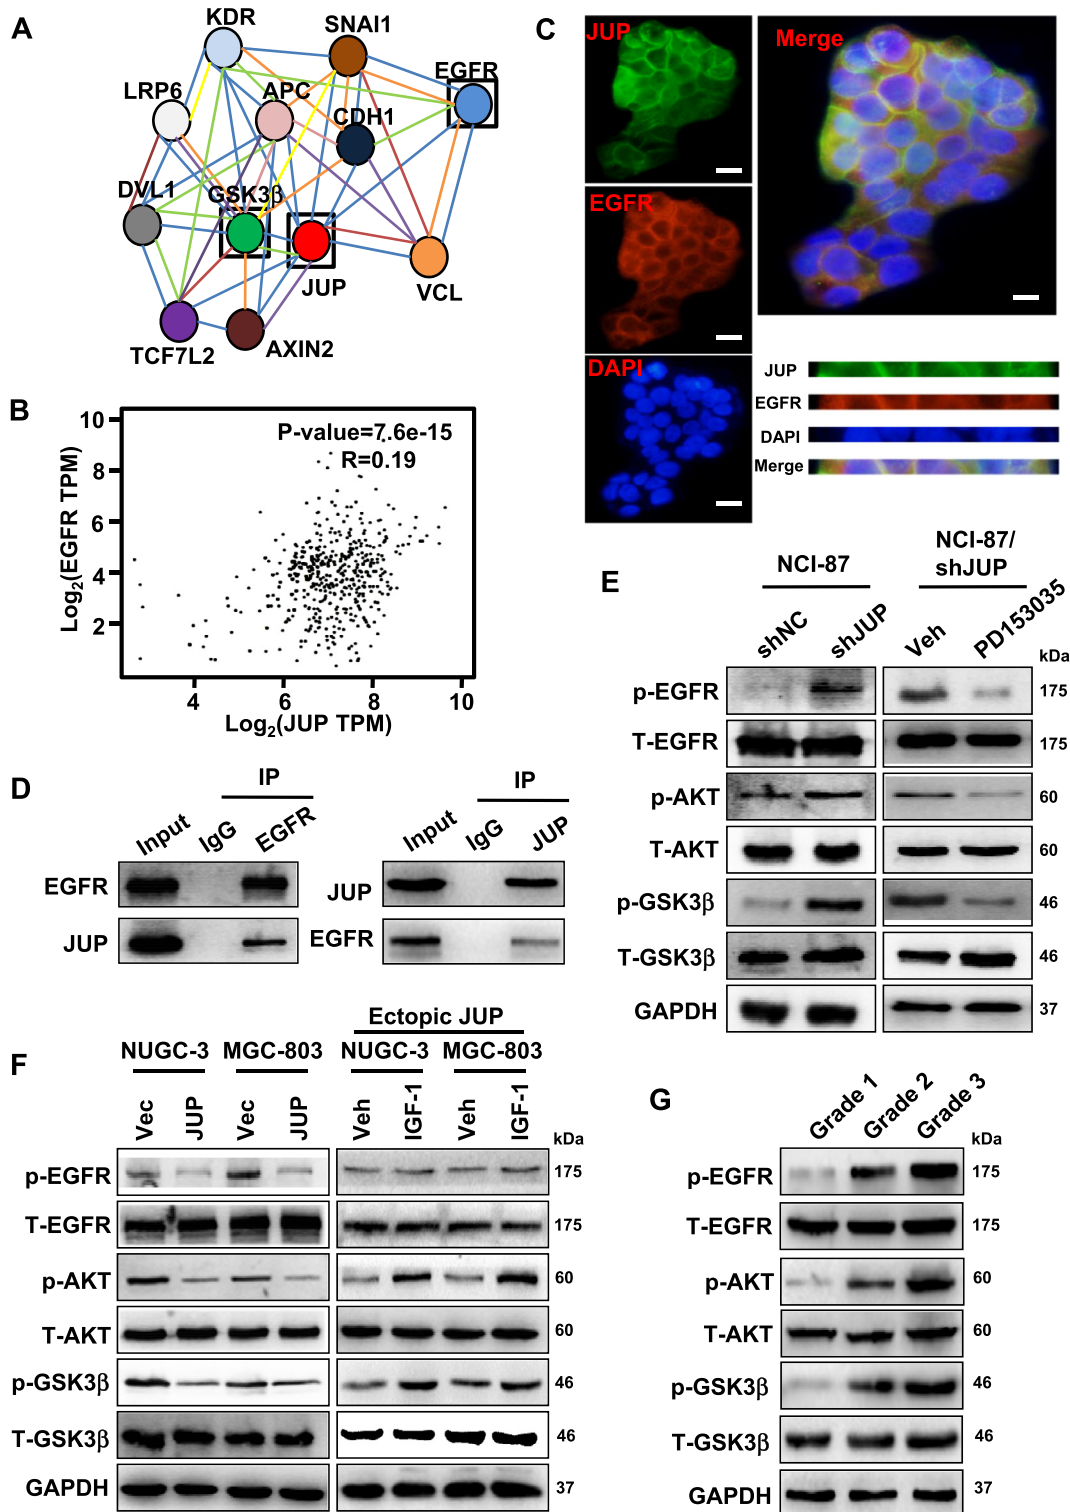 A
KDR
SNAI1
EGFR
LRP6
APC
CDH1
DVL1
GSK3β
JUP
VCL
TCF7L2
AXIN2
B
P-value=7.6e-15
R=0.19
Log2(EGFR TPM)
10
8
6
4
2
4
6
8
10
Log2(JUP TPM)
C
JUP
EGFR
DAPI
Merge
JUP
EGFR
DAPI
Merge
D
IP
Input
IgG
EGFR
EGFR
JUP
IP
Input
IgG
JUP
JUP
EGFR
E
NCI-87
NCI-87/
shJUP
shNC
shJUP
Veh
PD153035
kDa
p-EGFR
175
T-EGFR
175
p-AKT
60
T-AKT
60
p-GSK3β
46
T-GSK3β
46
GAPDH
37
F
Ectopic JUP
NUGC-3
MGC-803
NUGC-3
MGC-803
Vec
JUP
Vec
JUP
Veh
IGF-1
Veh
IGF-1
kDa
p-EGFR
175
T-EGFR
175
p-AKT
60
T-AKT
60
p-GSK3β
46
T-GSK3β
46
GAPDH
37
G
Grade 1
Grade 2
Grade 3
kDa
p-EGFR
175
T-EGFR
175
p-AKT
60
T-AKT
60
p-GSK3β
46
T-GSK3β
46
GAPDH
37